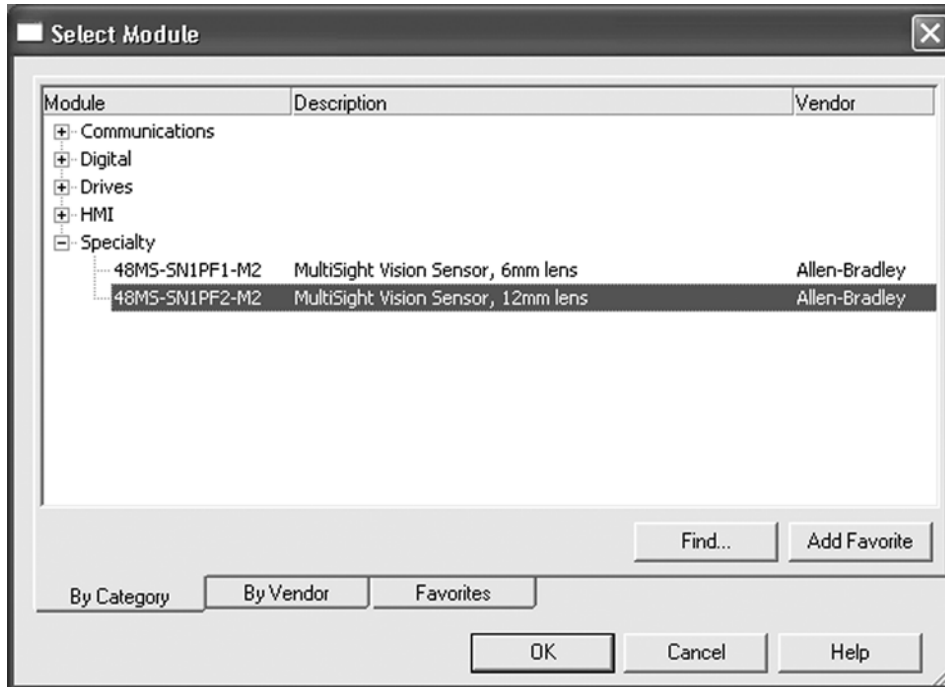 Select Module
Module Description Vendor
Communications
Digital
Drives
HMI
Specialty
48MS-SN1PF1-M2 MultiSight Vision Sensor, 6mm lens Allen-Bradley
48MS-SN1PF2-M2 MultiSight Vision Sensor, 12mm lens Allen-Bradley
Find... Add Favorite
By Category By Vendor Favorites
OK Cancel Help